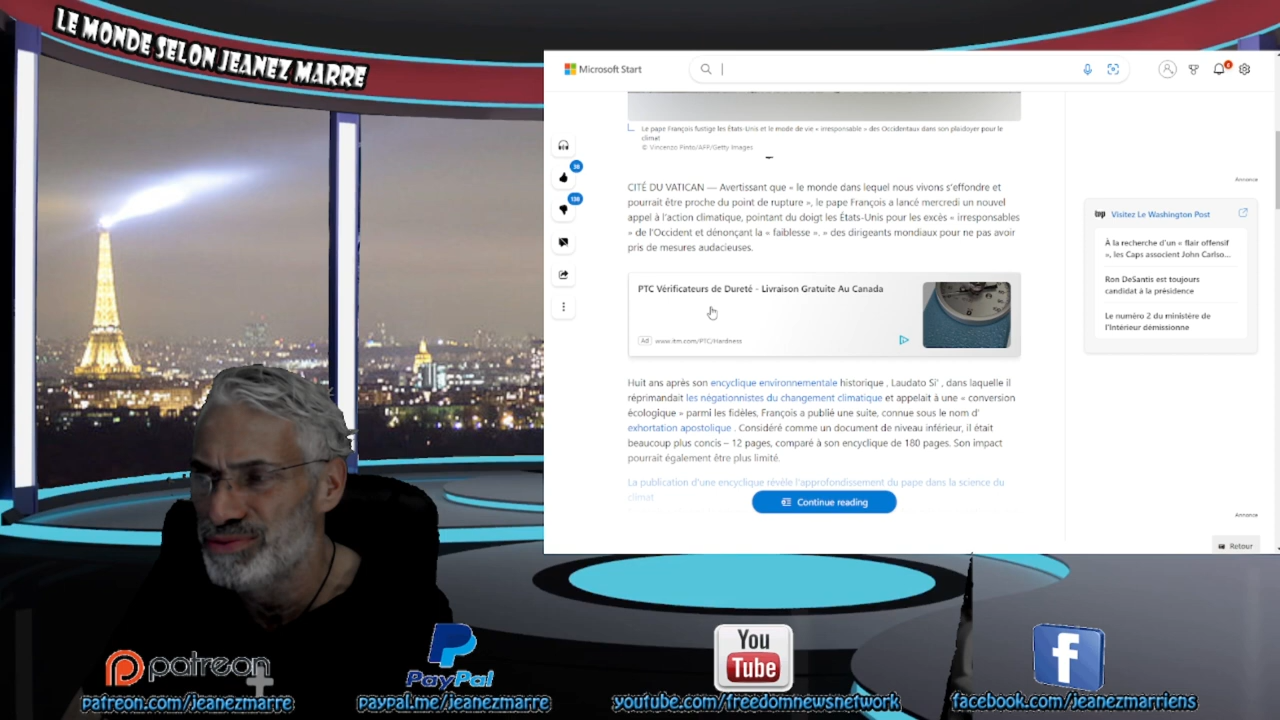 LE MONDE SELON JEANEZ MARRE
Microsoft Start
6
Le pape François fustige les États-Unis et le mode de vie « irresponsable » des Occidentaux dans son plaidoyer pour le
climat
© Vincenzo Pinto/AFP/Getty Images
38
138
CITÉ DU VATICAN — Avertissant que « le monde dans lequel nous vivons s'effondre et
pourrait être proche du point de rupture », le pape François a lancé mercredi un nouvel
appel à l'action climatique, pointant du doigt les États-Unis pour les excès « irresponsables
» de l'Occident et dénonçant la « faiblesse ». » des dirigeants mondiaux pour ne pas avoir
pris de mesures audacieuses.
PTC Vérificateurs de Dureté - Livraison Gratuite Au Canada
Ad www.itm.com/PTC/Hardness
Huit ans après son encyclique environnementale historique , Laudato Si' , dans laquelle il
réprimandait les négationnistes du changement climatique et appelait à une « conversion
écologique » parmi les fidèles, François a publié une suite, connue sous le nom d'
exhortation apostolique . Considéré comme un document de niveau inférieur, il était
beaucoup plus concis – 12 pages, comparé à son encyclique de 180 pages. Son impact
pourrait également être plus limité.
La publication d'une encyclique révèle l'approfondissement du pape dans la science du
climat
Continue reading
Annonce
twp Visitez Le Washington Post
À la recherche d'un « flair offensif
», les Caps associent John Carlso...
Ron DeSantis est toujours
candidat à la présidence
Le numéro 2 du ministère de
l'Intérieur démissionne
Annonce
Retour
patreon
patreon.com/jeanezmarre
PayPal
paypal.me/jeanezmarre
You
Tube
youtube.com/freedomnewsnetwork
f
facebook.com/jeanezmarriens